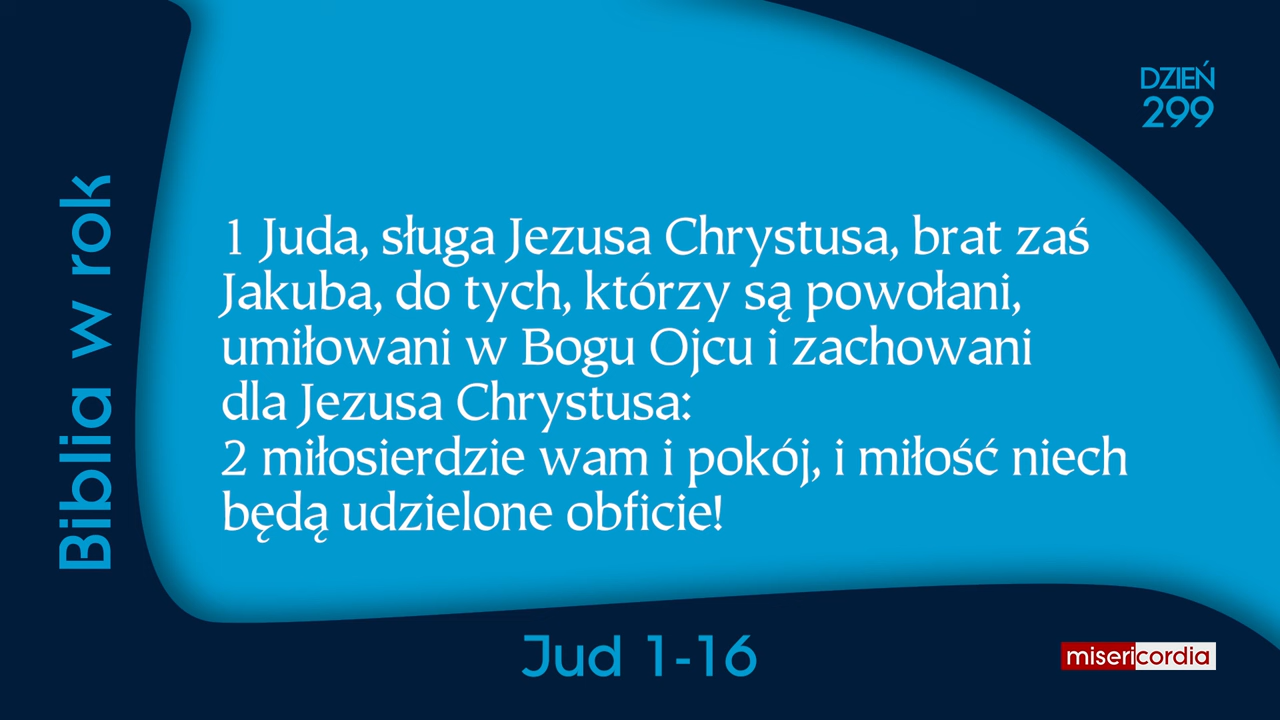 DZIEŃ
299
Biblia w rok
1 Juda, sługa Jezusa Chrystusa, brat zaś
Jakuba, do tych, którzy są powołani,
umiłowani w Bogu Ojcu i zachowani
dla Jezusa Chrystusa:
2 miłosierdzie wam i pokój, i miłość niech
będą udzielone obficie!
Jud 1-16
misericordia